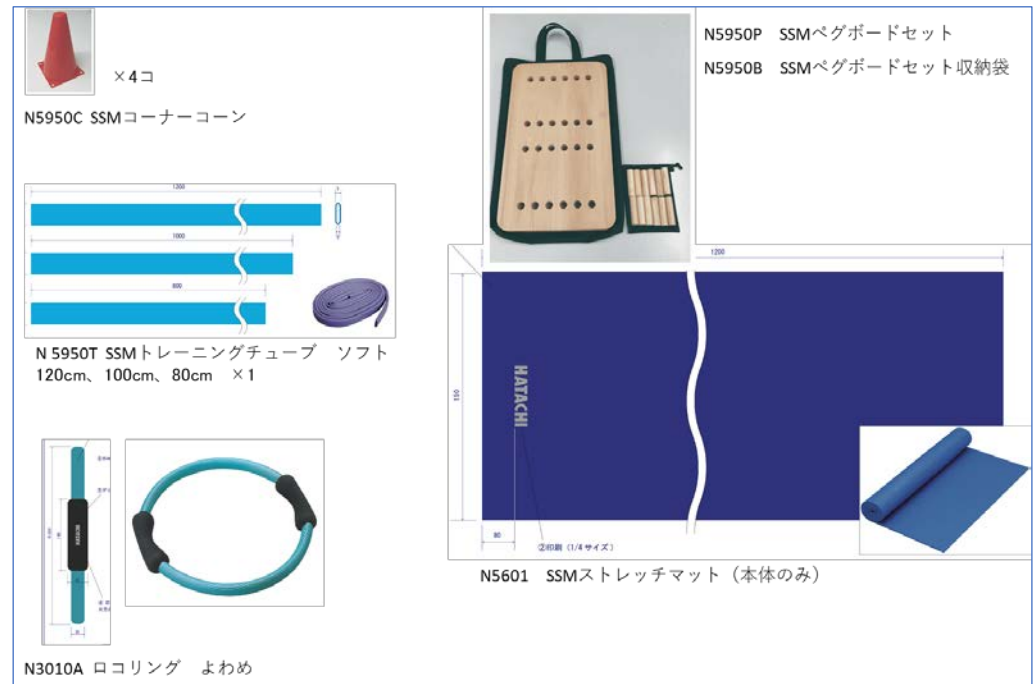 ×4コ
N5950C SSMコーナーコーン
1200
1000
800
N 5950T SSMトレーニングチューブ　ソフト
120cm、100cm、80cm　×1
N3010A ロコリング　よわめ
N5950P　SSMペグボードセット
N5950B　SSMペグボードセット収納袋
1200
HATACHI
80
②印刷（1/4サイズ）
N5601　SSMストレッチマット（本体のみ）